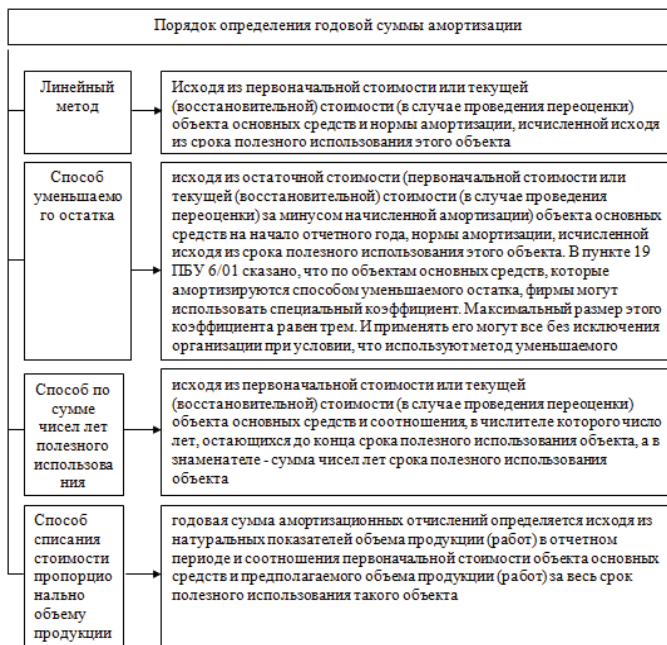 Порядок определения годовой суммы амортизации
Линейный
метод
Исходя из первоначальной стоимости или текущей
(восстановительной) стоимости (в случае проведения переоценки)
объекта основных средств и нормы амортизации, исчисленной исходя
из срока полезного использования этого объекта
Способ
уменьшаемо
го остатка
исходя из остаточной стоимости (первоначальной стоимости или
текущей (восстановительной) стоимости (в случае проведения
переоценки) за минусом начисленной амортизации) объекта основных
средств на начало отчетного года, нормы амортизации, исчисленной
исходя из срока полезного использования этого объекта. В пункте 19
ПБУ 6/01 сказано, что по объектам основных средств, которые
амортизируются способом уменьшаемого остатка, фирмы могут
использовать специальный коэффициент. Максимальный размер этого
коэффициента равен трем. И применять его могут все без исключения
организации при условии, что используют метод уменьшаемого
Способ по
сумме
чисел лет
полезного
использова
ния
исходя из первоначальной стоимости или текущей
(восстановительной) стоимости (в случае проведения переоценки)
объекта основных средств и соотношения, в числителе которого число
лет, остающихся до конца срока полезного использования объекта, а в
знаменателе - сумма чисел лет срока полезного использования
объекта
Способ
списания
стоимости
пропорцио
нально
объему
продукции
годовая сумма амортизационных отчислений определяется исходя из
натуральных показателей объема продукции (работ) в отчетном
периоде и соотношения первоначальной стоимости объекта основных
средств и предполагаемого объема продукции (работ) за весь срок
полезного использования такого объекта